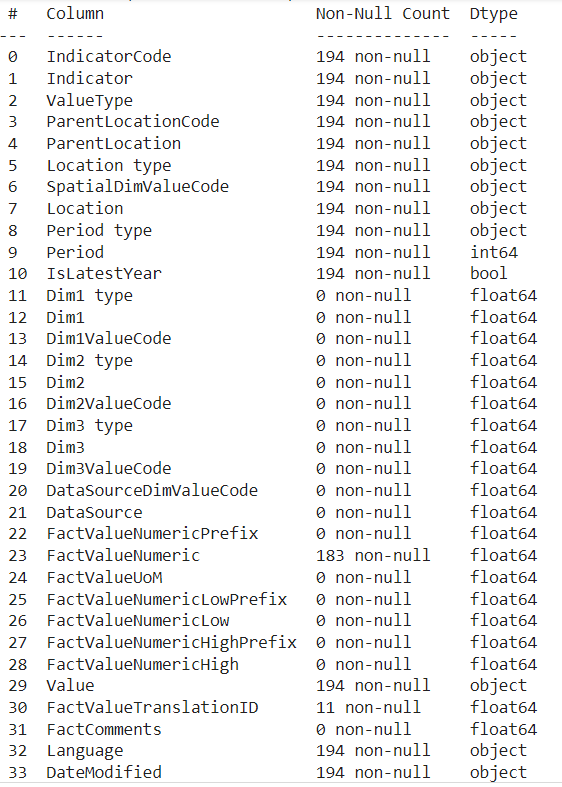 #   Column                     Non-Null Count  Dtype
--- ------                     --------------  -----
0   IndicatorCode              194 non-null    object
1   Indicator                  194 non-null    object
2   ValueType                  194 non-null    object
3   ParentLocationCode         194 non-null    object
4   ParentLocation             194 non-null    object
5   Location type              194 non-null    object
6   SpatialDimValueCode        194 non-null    object
7   Location                   194 non-null    object
8   Period type                194 non-null    object
9   Period                     194 non-null    int64
10  IsLatestYear               194 non-null    bool
11  Dim1 type                  0 non-null      float64
12  Dim1                       0 non-null      float64
13  Dim1ValueCode              0 non-null      float64
14  Dim2 type                  0 non-null      float64
15  Dim2                       0 non-null      float64
16  Dim2ValueCode              0 non-null      float64
17  Dim3 type                  0 non-null      float64
18  Dim3                       0 non-null      float64
19  Dim3ValueCode              0 non-null      float64
20  DataSourceDimValueCode     0 non-null      float64
21  DataSource                 0 non-null      float64
22  FactValueNumericPrefix     0 non-null      float64
23  FactValueNumeric           183 non-null    float64
24  FactValueUoM               0 non-null      float64
25  FactValueNumericLowPrefix  0 non-null      float64
26  FactValueNumericLow        0 non-null      float64
27  FactValueNumericHighPrefix 0 non-null      float64
28  FactValueNumericHigh       0 non-null      float64
29  Value                      194 non-null    object
30  FactValueTranslationID     11 non-null     float64
31  FactComments               0 non-null      float64
32  Language                   194 non-null    object
33  DateModified               194 non-null    object